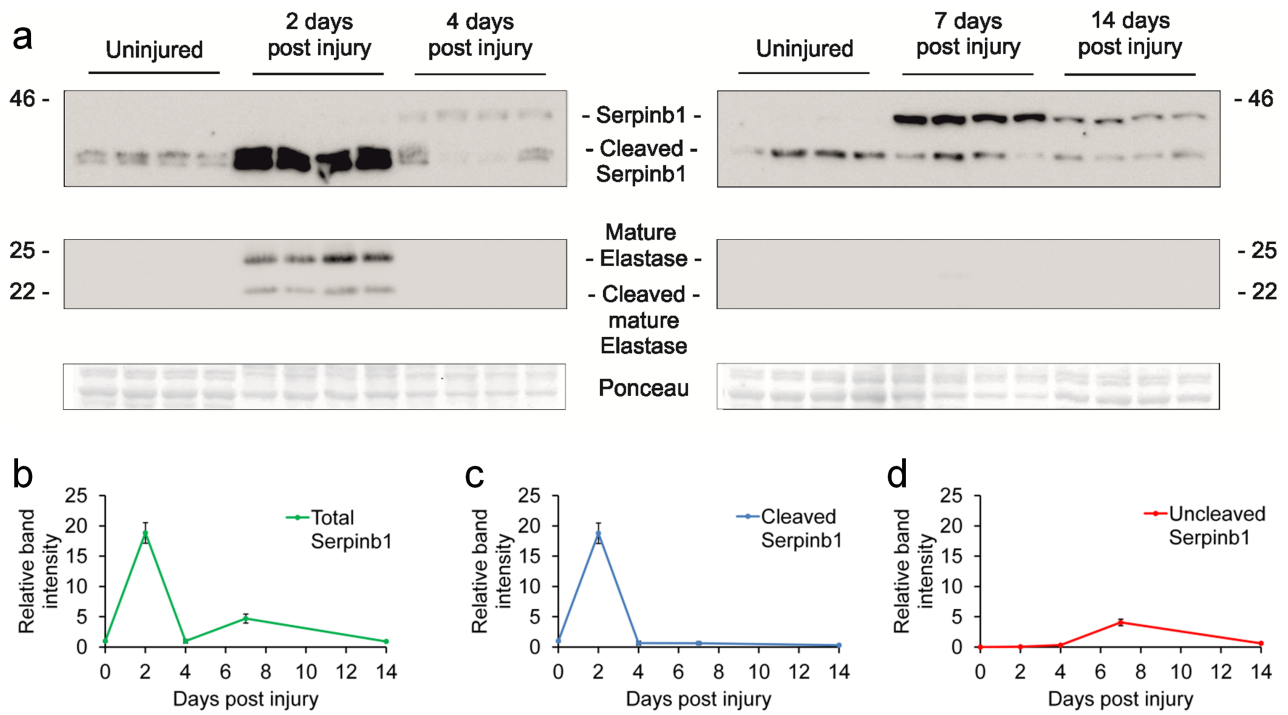 a
Uninjured
2 days
post injury
4 days
post injury
Uninjured
7 days
post injury
14 days
post injury
46 -
- Serpinb1 -
- Cleaved -
Serpinb1
- 46
25 -
22 -
Mature
- Elastase -
- Cleaved -
mature
Elastase
- 25
- 22
Ponceau
b
Relative band
intensity
25
20
15
10
5
0
0 2 4 6 8 10 12 14
Days post injury
Total
Serpinb1
c
Relative band
intensity
25
20
15
10
5
0
0 2 4 6 8 10 12 14
Days post injury
Cleaved
Serpinb1
d
Relative band
intensity
25
20
15
10
5
0
0 2 4 6 8 10 12 14
Days post injury
Uncleaved
Serpinb1